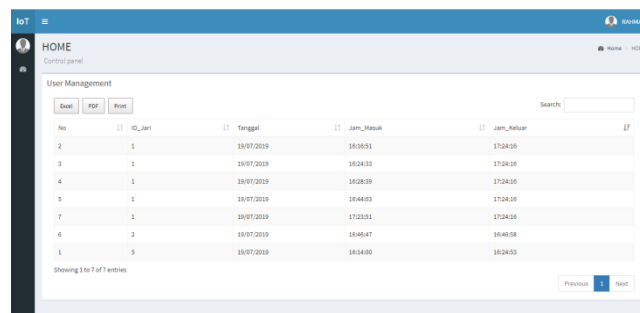 IoT
HOME
Home > 
Control panel
User Management
Excel PDF Print Search:
No ID_Jari Tanggal Jam_Masuk Jam_Keluar
2 1 19/07/2019 16:16:51 17:24:16
3 1 19/07/2019 16:24:33 17:24:16
4 1 19/07/2019 16:28:39 17:24:16
5 1 19/07/2019 16:44:03 17:24:16
7 1 19/07/2019 17:23:51 17:24:16
6 2 19/07/2019 16:46:47 16:46:58
1 5 19/07/2019 16:14:00 16:24:53
Showing 1 to 7 of 7 entries
Previous 1 Next